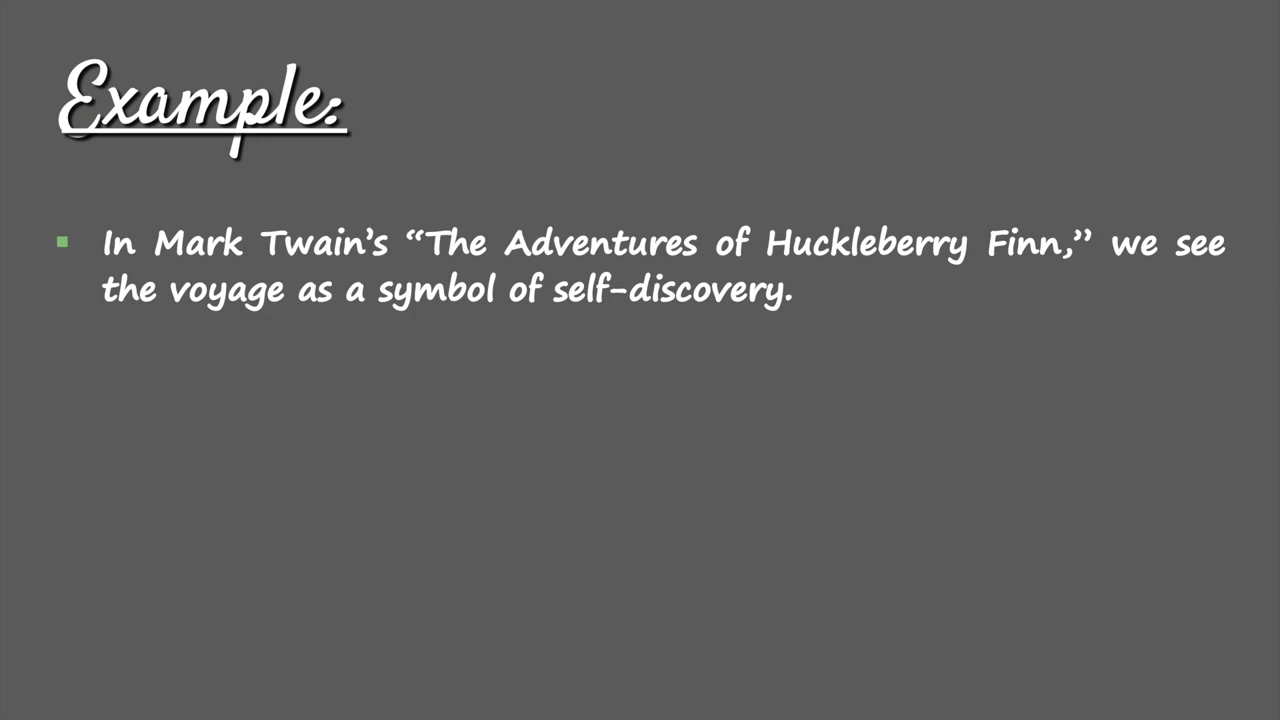 Example:
In Mark Twain’s “The Adventures of Huckleberry Finn,” we see
the voyage as a symbol of self-discovery.